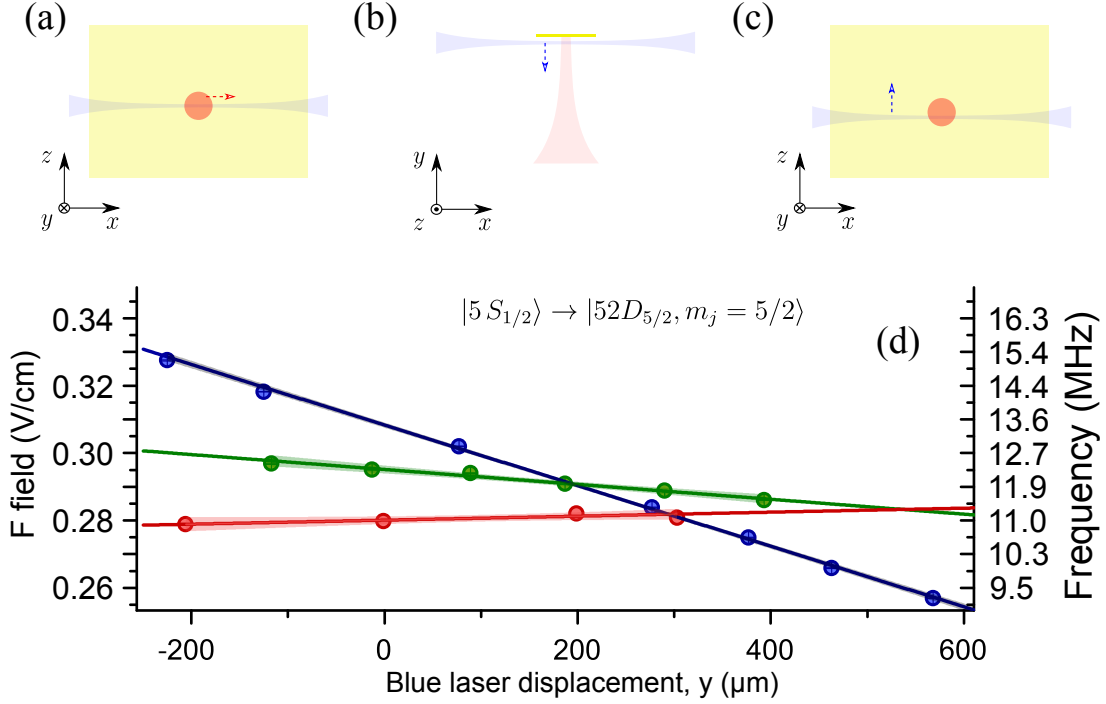 (a)
(b)
(c)
z
y
x
y
z
x
z
y
x
|5 S1/2⟩ → |52D5/2, mj = 5/2⟩
(d)
F field (V/cm)
0.34
0.32
0.30
0.28
0.26
Frequency (MHz)
16.3
15.4
14.4
13.6
12.7
11.9
11.0
10.3
9.5
-200
0
200
400
600
Blue laser displacement, y (μm)